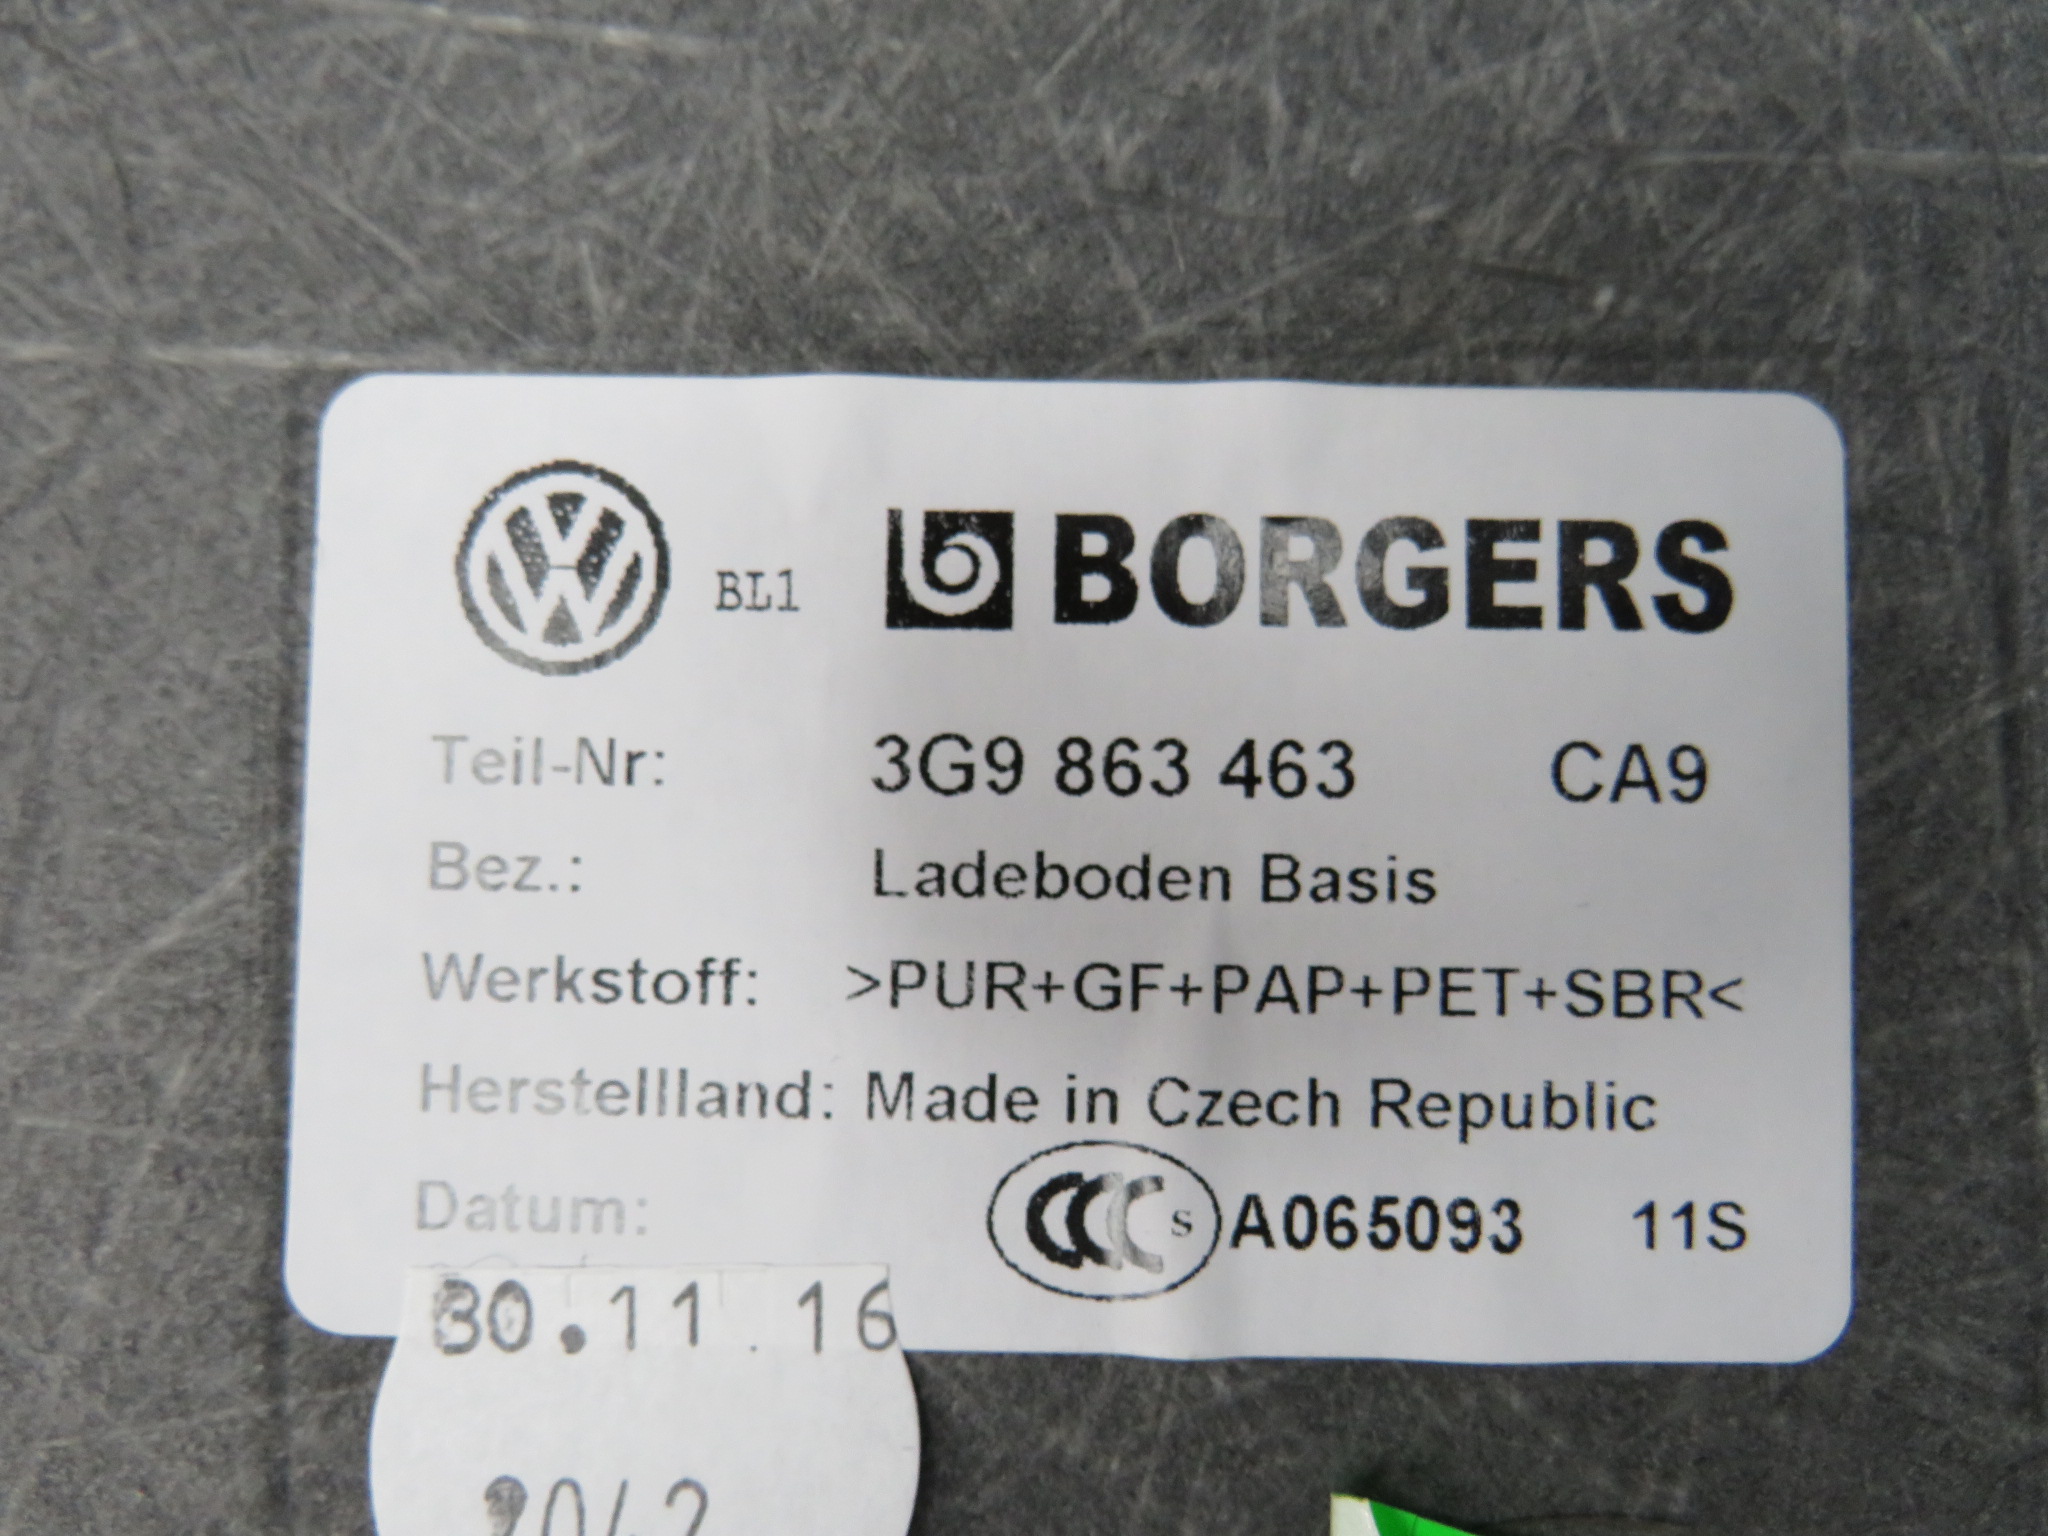 BL1 BORGERS
Teil-Nr: 3G9 863 463 CA9
Bez.: Ladeboden Basis
Werkstoff: >PUR+GF+PAP+PET+SBR<
Herstellland: Made in Czech Republic
Datum: CCC S A065093 11S
30.11.16